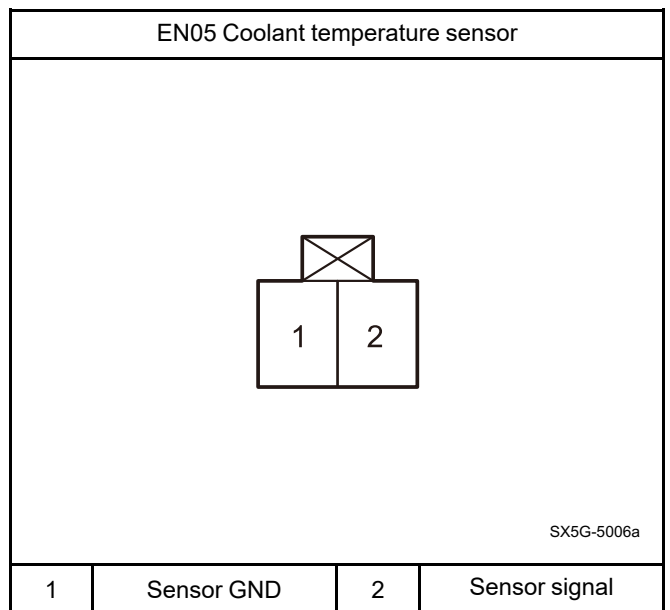 EN05 Coolant temperature sensor
1 2
SX5G-5006a
1 Sensor GND 2 Sensor signal